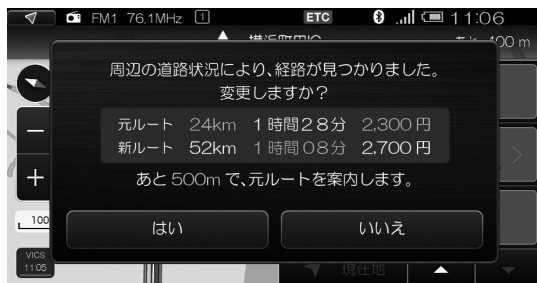 FM1 76.1MHz 1 ETC 11:06
周辺の道路状況により、経路が見つかりました。
変更しますか?
元ルート 24km 1時間28分 2,300円
新ルート 52km 1時間08分 2,700円
あと500mで、元ルートを案内します。
はい いいえ
100
VICS
11:05
現在地